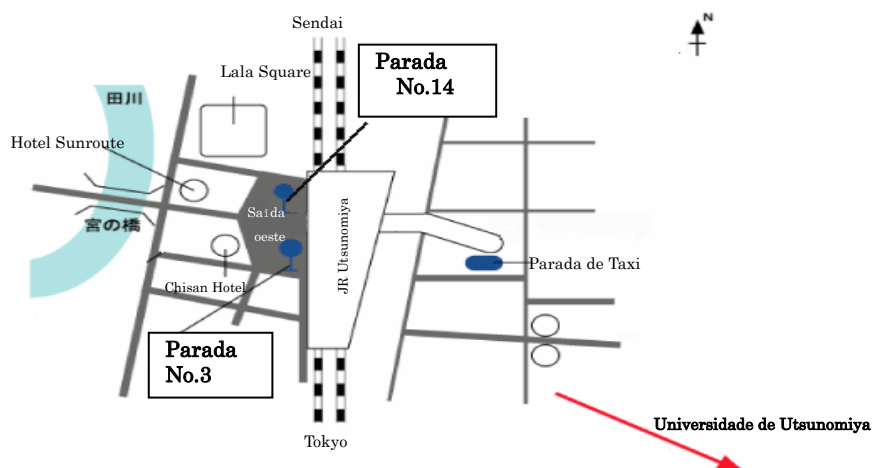 Sendai
N
Parada
No.14
Lala Square
田川
Hotel Sunroute
宮の橋
Saída
oeste
JR Utsunomiya
Parada de Taxi
Chisan Hotel
Parada
No.3
Universidade de Utsunomiya
Tokyo